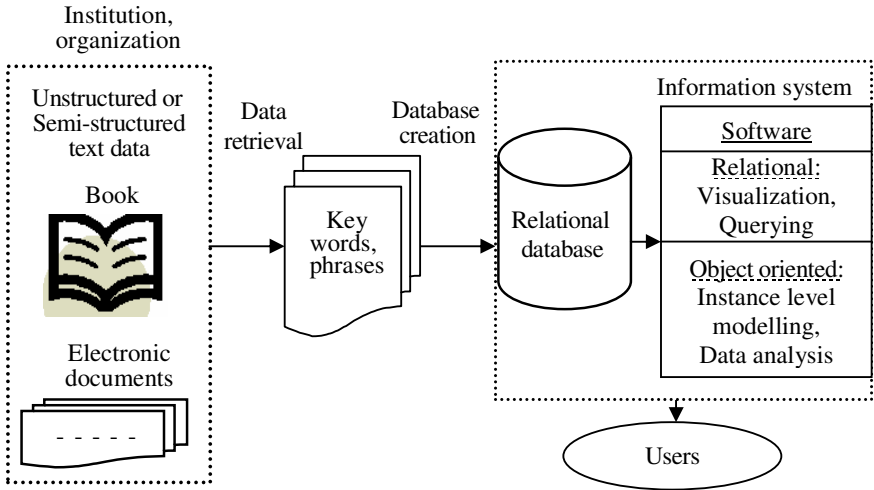 Institution,
organization
Unstructured or
Semi-structured
text data
Book
Electronic
documents
- - - - -
Data
retrieval
Key
words,
phrases
Database
creation
Relational
database
Information system
Software
Relational:
Visualization,
Querying
Object oriented:
Instance level
modelling,
Data analysis
Users